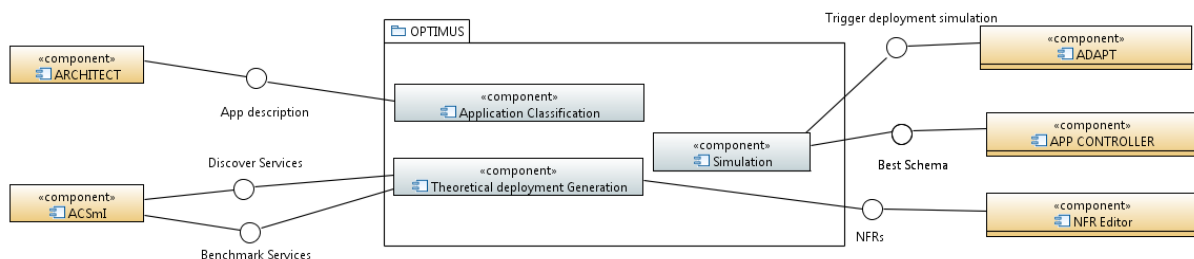 Trigger deployment simulation
OPTIMUS
«component»
ARCHITECT
«component»
ADAPT
App description
«component»
Application Classification
«component»
Simulation
«component»
APP CONTROLLER
Discover Services
Best Schema
«component»
Theoretical deployment Generation
«component»
ACSmI
«component»
NFR Editor
NFRs
Benchmark Services